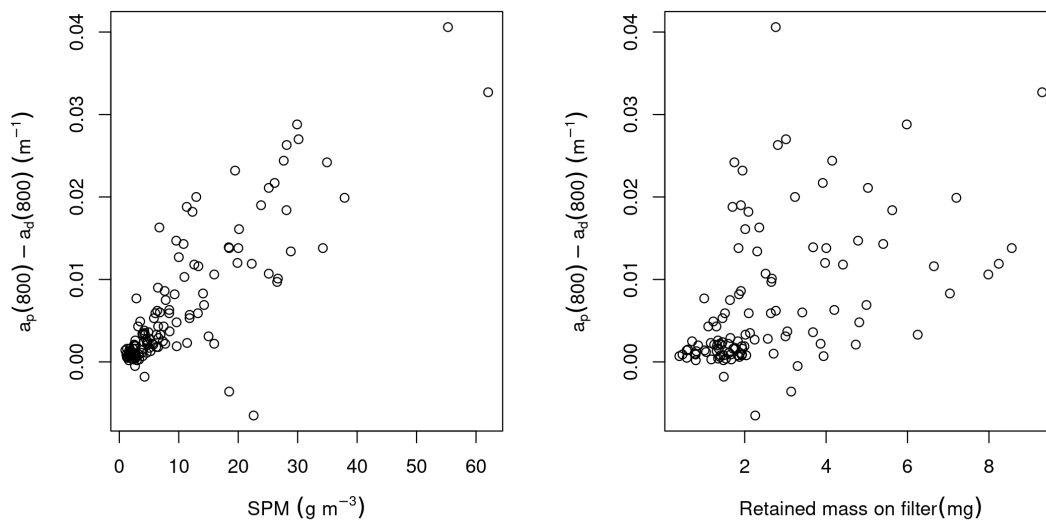 0.04
0.03
0.02
0.01
0.00
aₚ(800) − a_d(800) (m⁻¹)
0 10 20 30 40 50 60
SPM (g m⁻³)
0.04
0.03
0.02
0.01
0.00
aₚ(800) − a_d(800) (m⁻¹)
2 4 6 8
Retained mass on filter(mg)